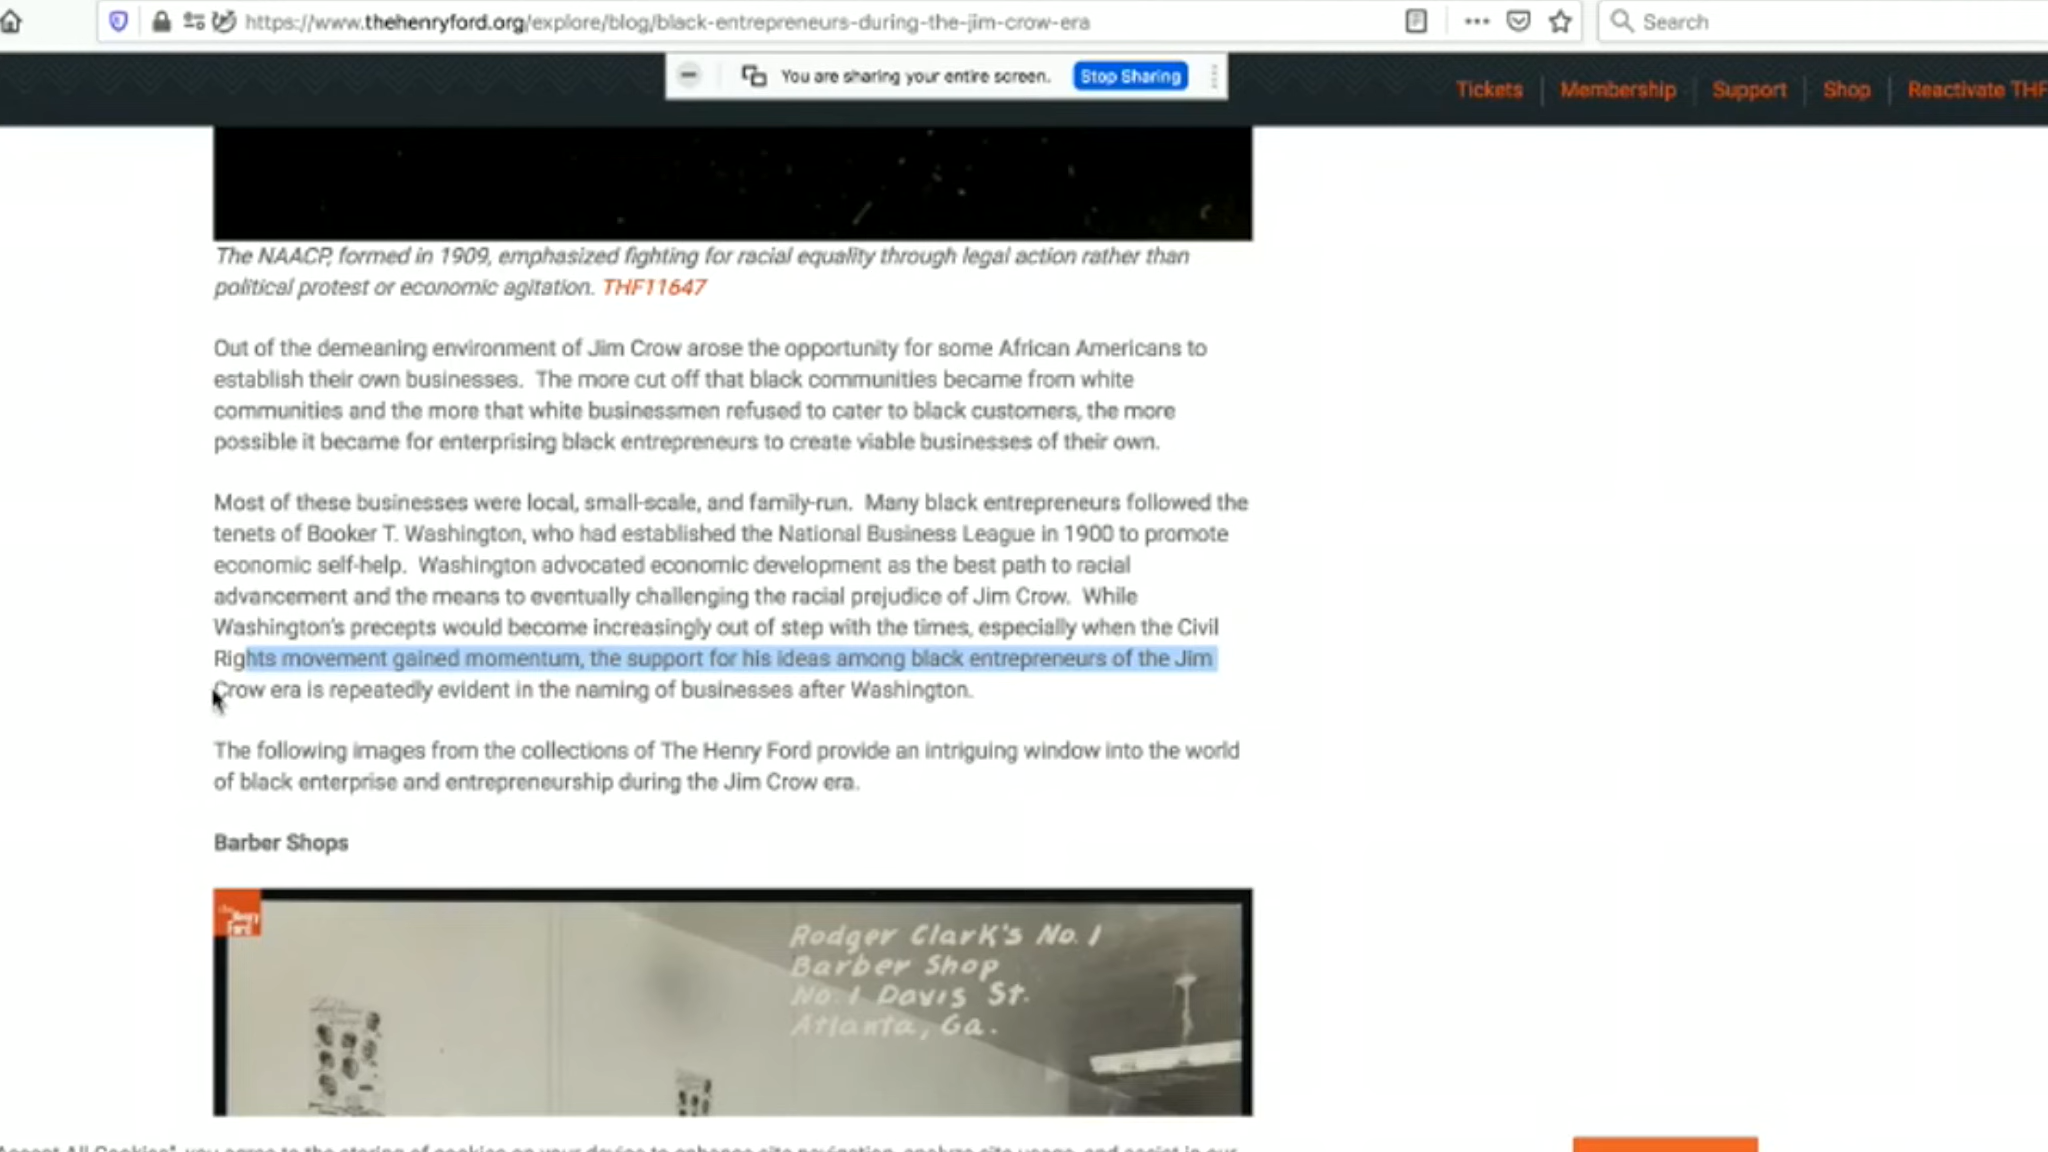 https://www.thehenryford.org/explore/blog/black-entrepreneurs-during-the-jim-crow-era
Search
You are sharing your entire screen.
Stop Sharing
Tickets
Membership
Support
Shop
Reactivate THF
The NAACP, formed in 1909, emphasized fighting for racial equality through legal action rather than
political protest or economic agitation. THF11647
Out of the demeaning environment of Jim Crow arose the opportunity for some African Americans to
establish their own businesses.  The more cut off that black communities became from white
communities and the more that white businessmen refused to cater to black customers, the more
possible it became for enterprising black entrepreneurs to create viable businesses of their own.
Most of these businesses were local, small-scale, and family-run.  Many black entrepreneurs followed the
tenets of Booker T. Washington, who had established the National Business League in 1900 to promote
economic self-help.  Washington advocated economic development as the best path to racial
advancement and the means to eventually challenging the racial prejudice of Jim Crow.  While
Washington's precepts would become increasingly out of step with the times, especially when the Civil
Rights movement gained momentum, the support for his ideas among black entrepreneurs of the Jim
Crow era is repeatedly evident in the naming of businesses after Washington.
The following images from the collections of The Henry Ford provide an intriguing window into the world
of black enterprise and entrepreneurship during the Jim Crow era.
Barber Shops
the
Henry
Ford
Rodger Clark's No. 1
Barber Shop
No. 1 Davis St.
Atlanta, Ga.